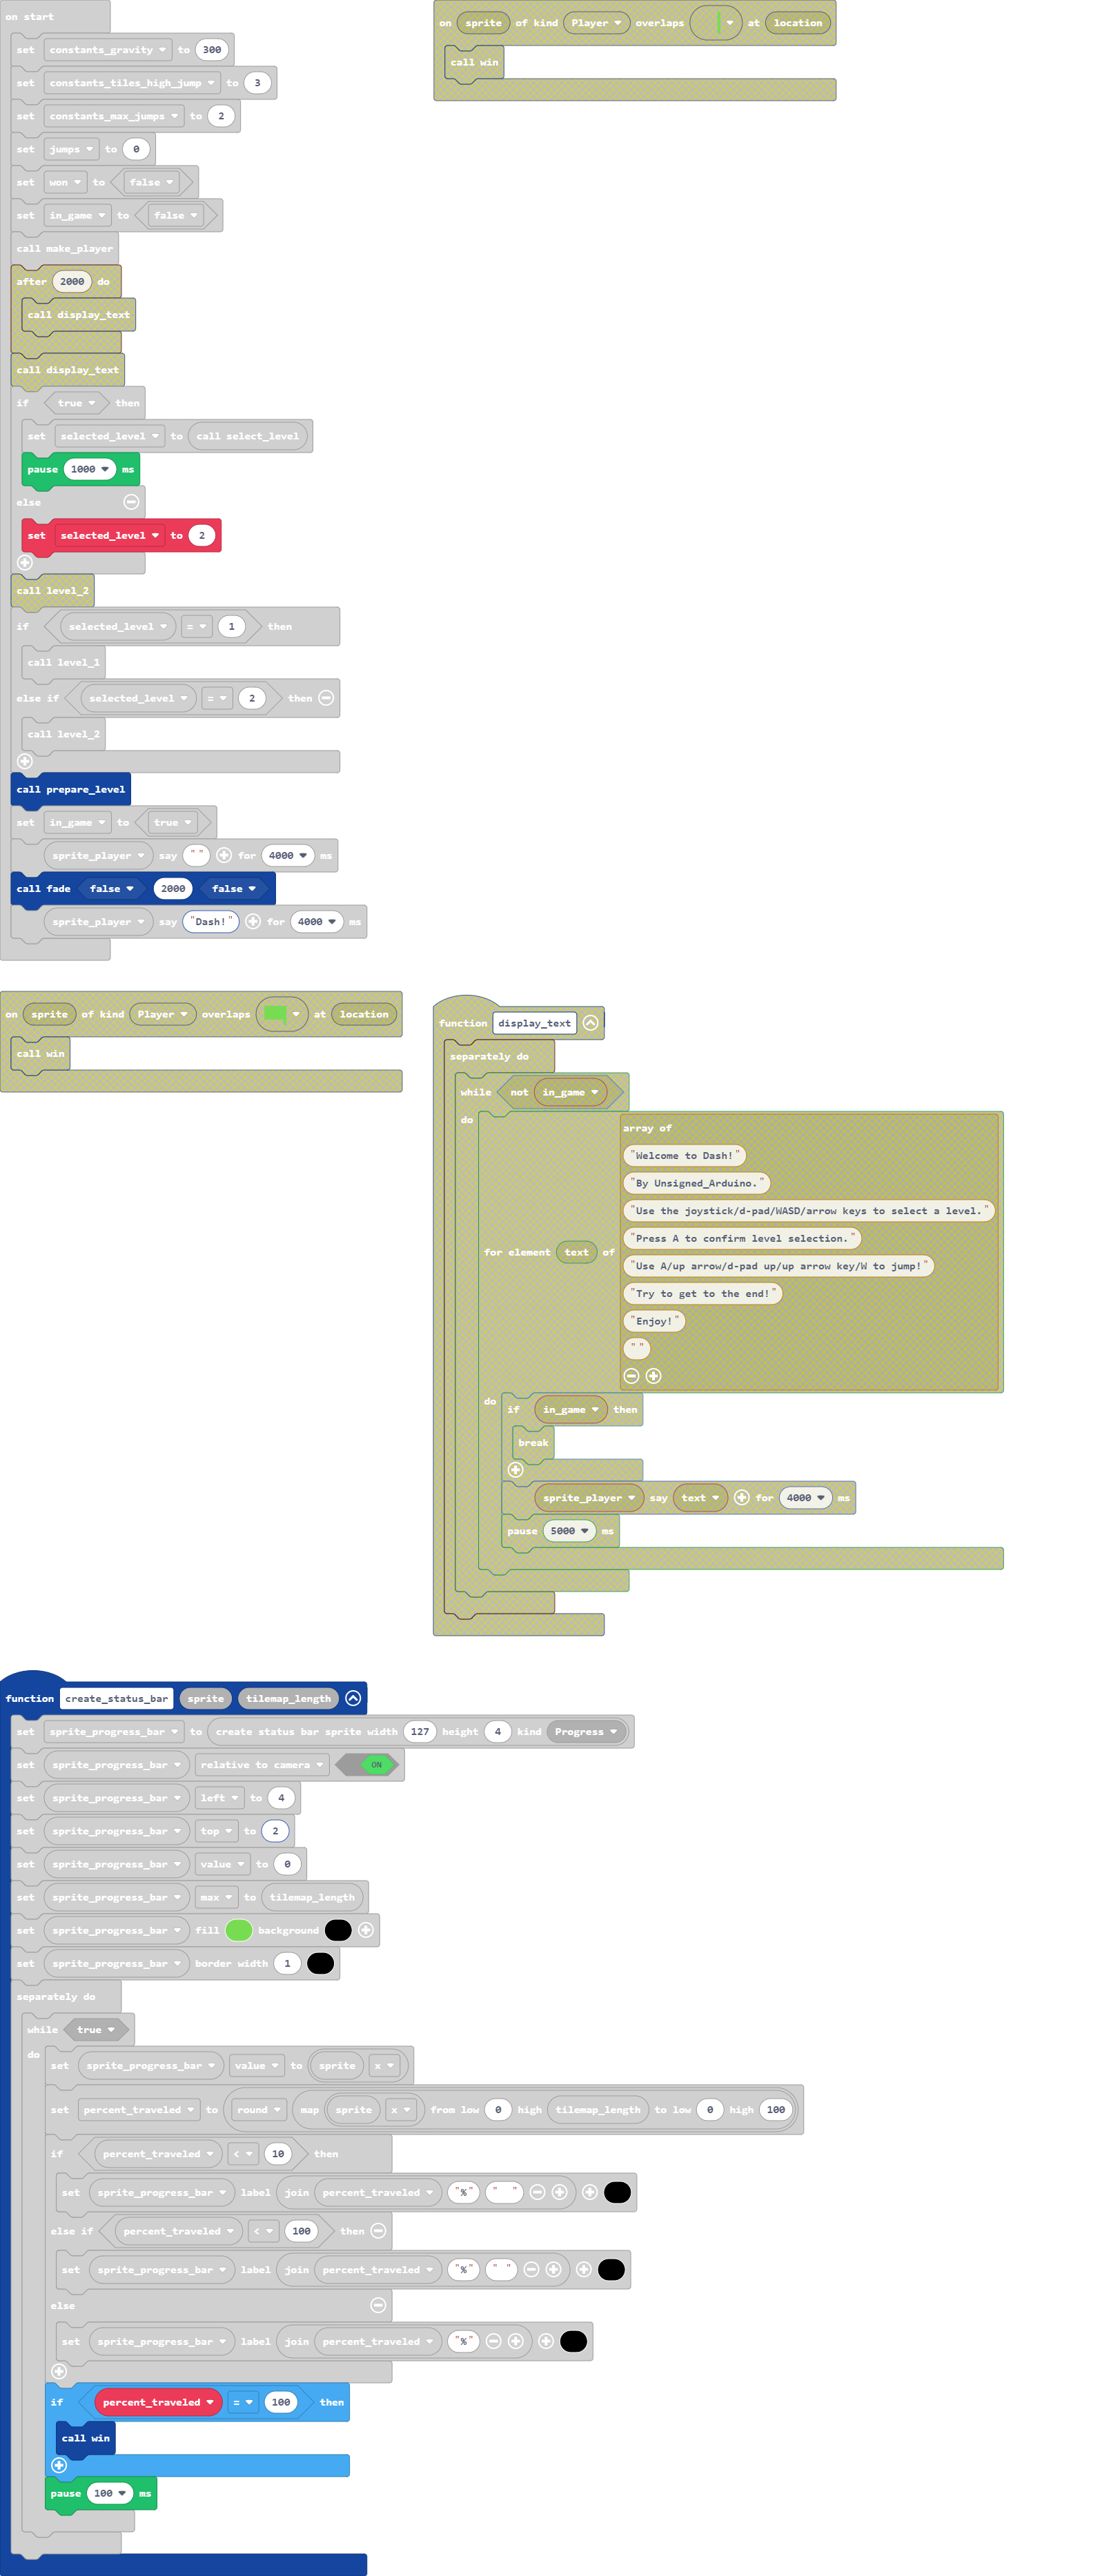 on start
set constants_gravity to 300
set constants_tiles_high_jump to 3
set constants_max_jumps to 2
set jumps to 0
set won to false
set in_game to false
call make_player
after 2000 do
call display_text
call display_text
if true then
set selected_level to call select_level
pause 1000 ms
else
set selected_level to 2
call level_2
if selected_level = 1 then
call level_1
else if selected_level = 2 then
call level_2
call prepare_level
set in_game to true
sprite_player say "" for 4000 ms
call fade false 2000 false
sprite_player say "Dash!" for 4000 ms
on sprite of kind Player overlaps at location
call win
on sprite of kind Player overlaps at location
call win
function display_text
separately do
while not in_game
do
for element text of
array of
"Welcome to Dash!"
"By Unsigned_Arduino."
"Use the joystick/d-pad/WASD/arrow keys to select a level."
"Press A to confirm level selection."
"Use A/up arrow/d-pad up/up arrow key/W to jump!"
"Try to get to the end!"
"Enjoy!"
""
do
if in_game then
break
sprite_player say text for 4000 ms
pause 5000 ms
function create_status_bar sprite tilemap_length
set sprite_progress_bar to create status bar sprite width 127 height 4 kind Progress
set sprite_progress_bar relative to camera ON
set sprite_progress_bar left to 4
set sprite_progress_bar top to 2
set sprite_progress_bar value to 0
set sprite_progress_bar max to tilemap_length
set sprite_progress_bar fill background
set sprite_progress_bar border width 1
separately do
while true
do
set sprite_progress_bar value to sprite x
set percent_traveled to round map sprite x from low 0 high tilemap_length to low 0 high 100
if percent_traveled < 10 then
set sprite_progress_bar label join percent_traveled "%" "  "
else if percent_traveled < 100 then
set sprite_progress_bar label join percent_traveled "%" " "
else
set sprite_progress_bar label join percent_traveled "%"
if percent_traveled = 100 then
call win
pause 100 ms